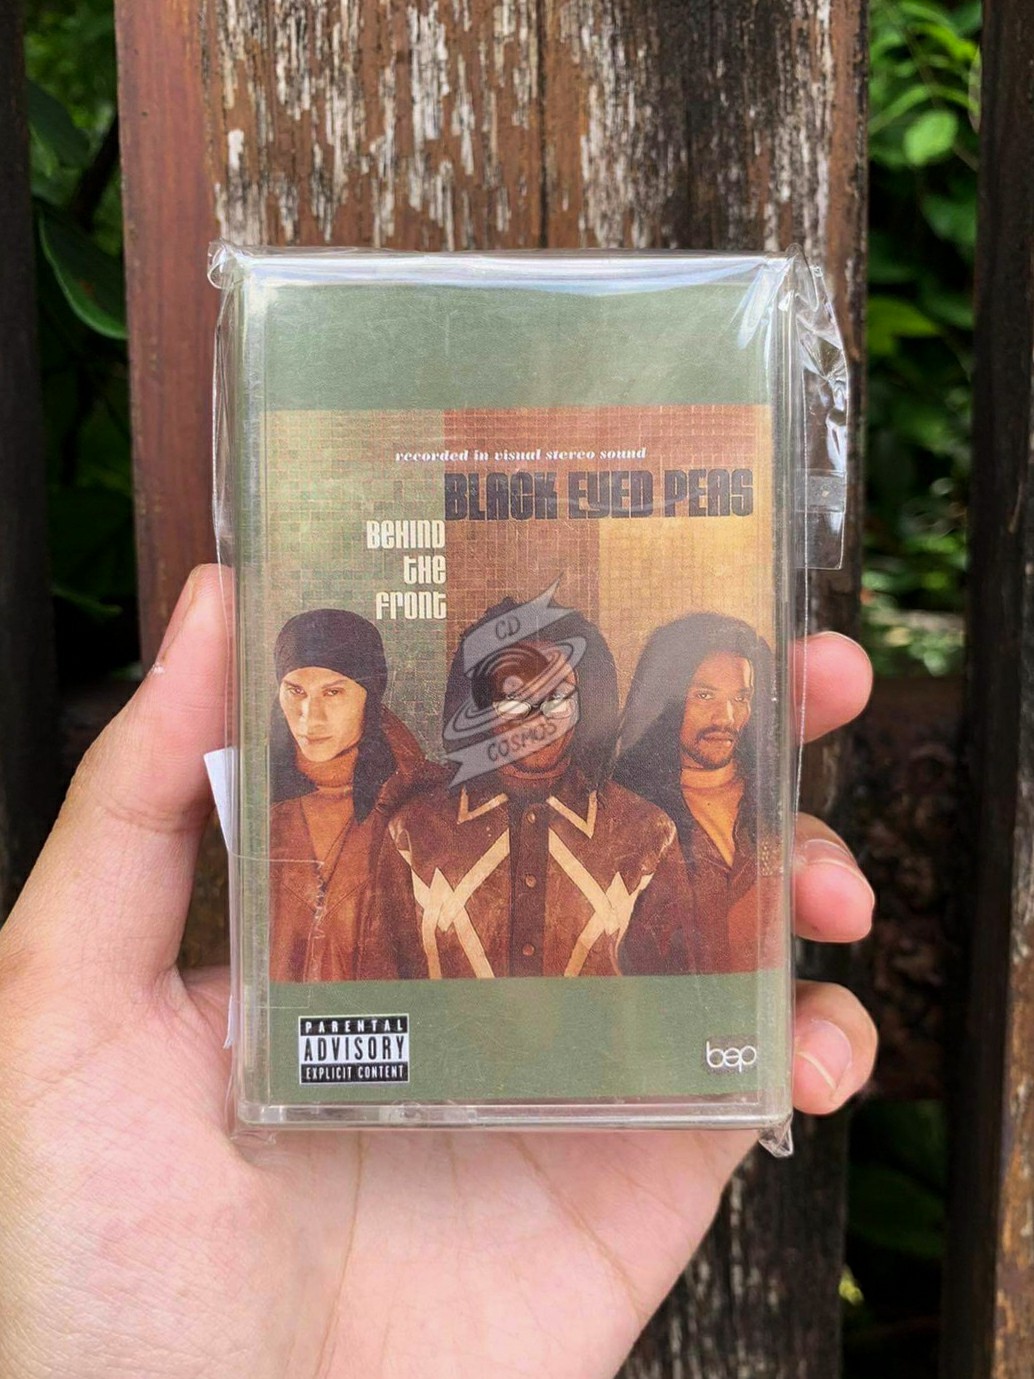 recorded in visual stereo sound
BLACK EYED PEAS
BEHIND
the
front
CD
COSMOS
PARENTAL
ADVISORY
EXPLICIT CONTENT
bep